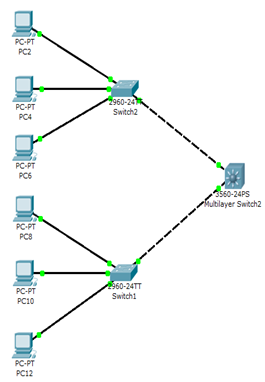 PC-PT
PC2
PC-PT
PC4
2960-24TT
Switch2
PC-PT
PC6
3560-24PS
Multilayer Switch2
PC-PT
PC8
PC-PT
PC10
2960-24TT
Switch1
PC-PT
PC12